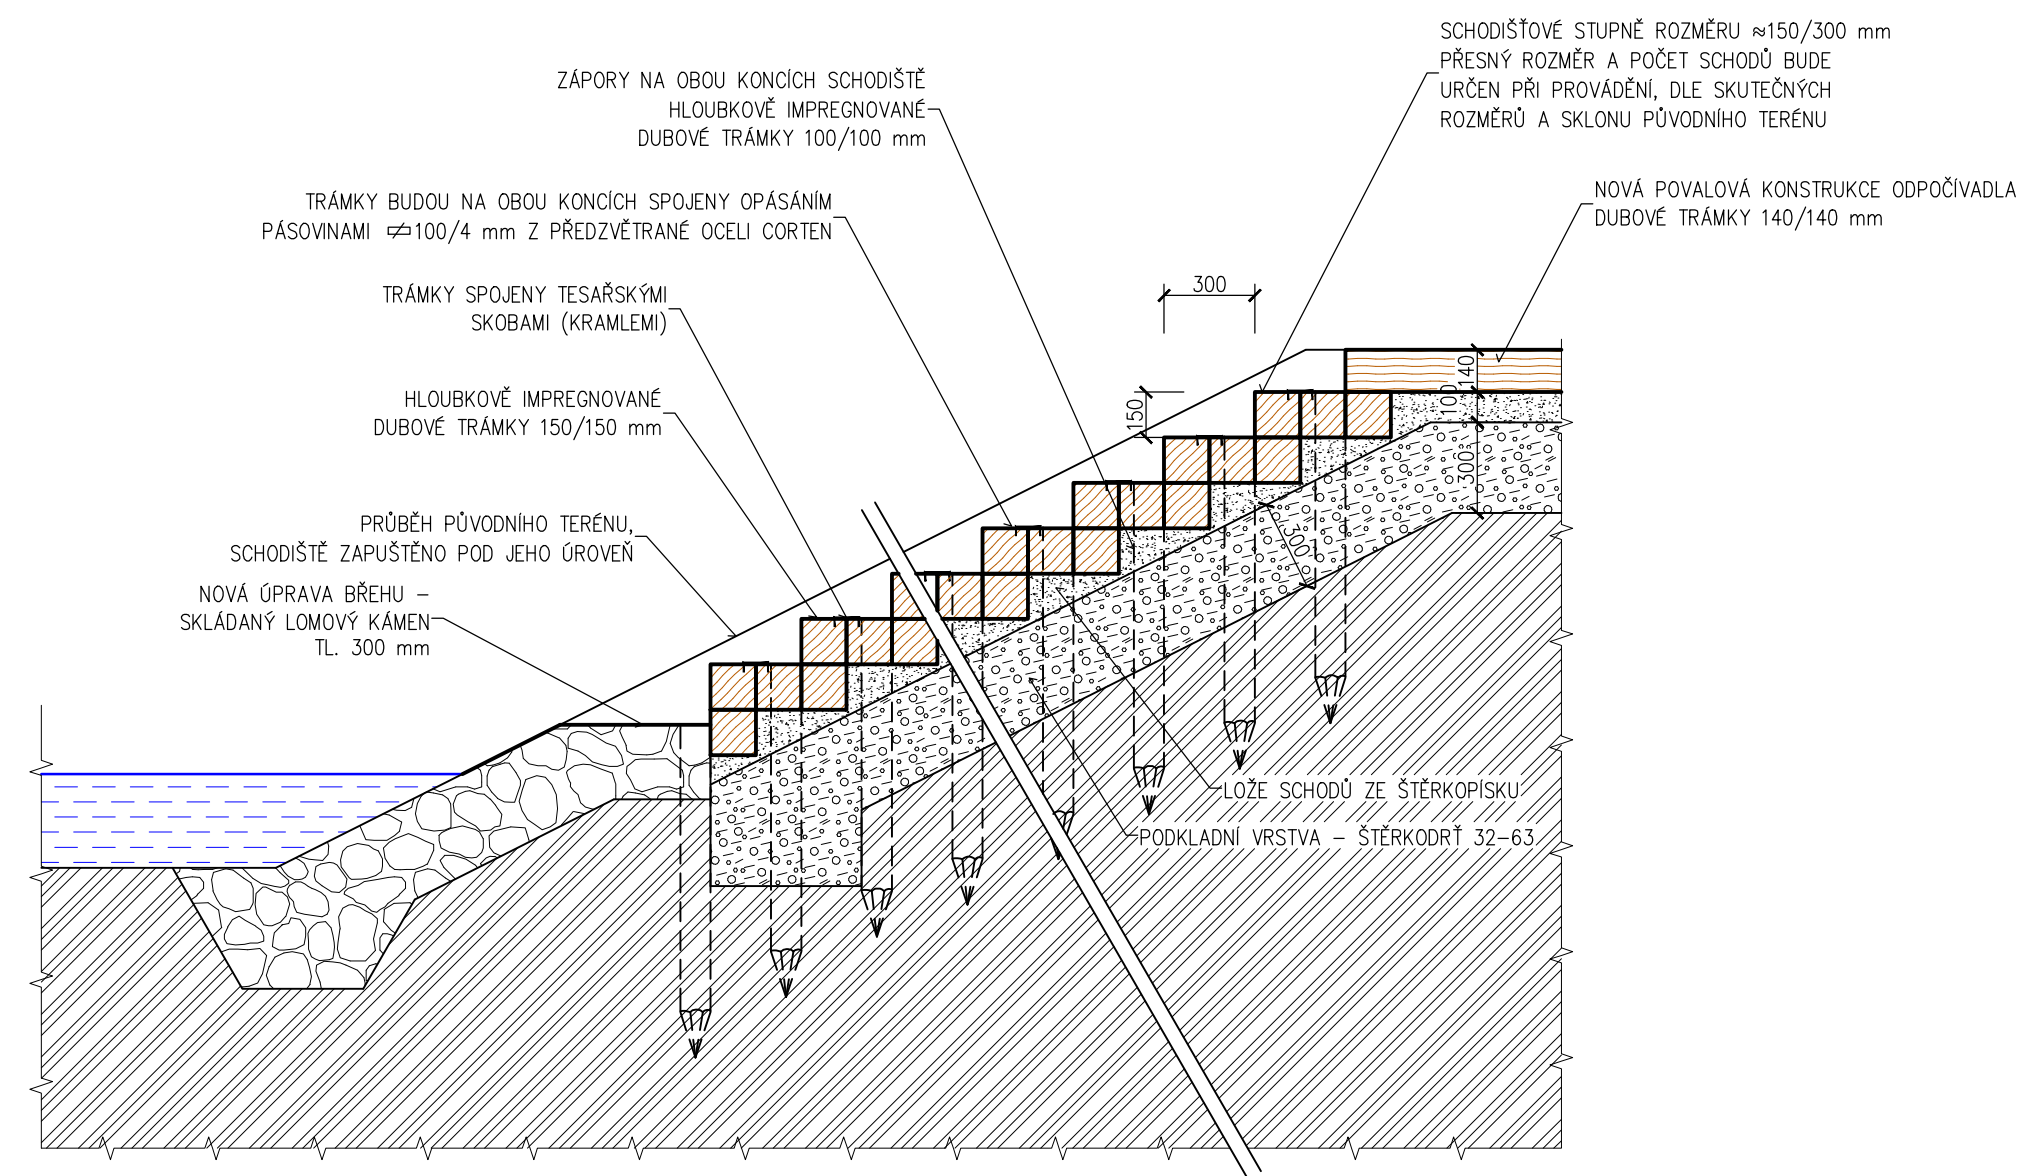 SCHODIŠŤOVÉ STUPNĚ ROZMĚRU ≈150/300 mm
PŘESNÝ ROZMĚR A POČET SCHODŮ BUDE
URČEN PŘI PROVÁDĚNÍ, DLE SKUTEČNÝCH
ROZMĚRŮ A SKLONU PŮVODNÍHO TERÉNU
ZÁPORY NA OBOU KONCÍCH SCHODIŠTĚ
HLOUBKOVĚ IMPREGNOVANÉ
DUBOVÉ TRÁMKY 100/100 mm
NOVÁ POVALOVÁ KONSTRUKCE ODPOČÍVADLA
DUBOVÉ TRÁMKY 140/140 mm
TRÁMKY BUDOU NA OBOU KONCÍCH SPOJENY OPÁSÁNÍM
PÁSOVINAMI 100/4 mm Z PŘEDZVĚTRANÉ OCELI CORTEN
TRÁMKY SPOJENY TESAŘSKÝMI
SKOBAMI (KRAMLEMI)
300
140
100
300
150
300
HLOUBKOVĚ IMPREGNOVANÉ
DUBOVÉ TRÁMKY 150/150 mm
PRŮBĚH PŮVODNÍHO TERÉNU,
SCHODIŠTĚ ZAPUŠTĚNO POD JEHO ÚROVEŇ
NOVÁ ÚPRAVA BŘEHU –
SKLÁDANÝ LOMOVÝ KÁMEN
TL. 300 mm
LOŽE SCHODŮ ZE ŠTĚRKOPÍSKU
PODKLADNÍ VRSTVA – ŠTĚRKODRŤ 32-63